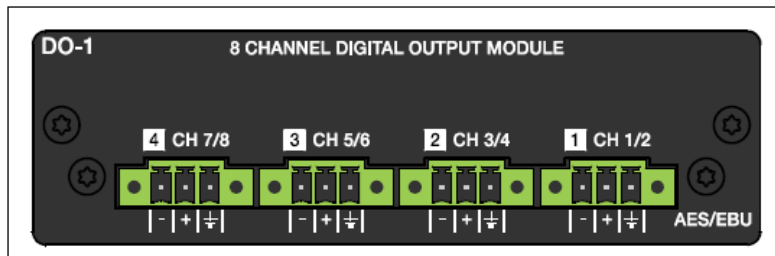 DO-1 8 CHANNEL DIGITAL OUTPUT MODULE
4 CH 7/8 3 CH 5/6 2 CH 3/4 1 CH 1/2
- + ⏚ - + ⏚ - + ⏚ - + ⏚
AES/EBU